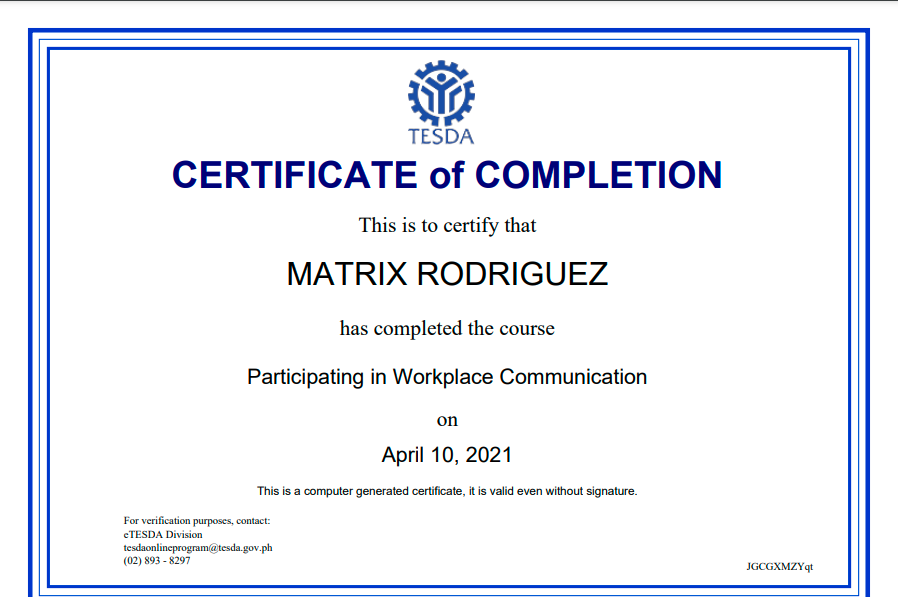 TESDA
CERTIFICATE of COMPLETION
This is to certify that
MATRIX RODRIGUEZ
has completed the course
Participating in Workplace Communication
on
April 10, 2021
This is a computer generated certificate, it is valid even without signature.
For verification purposes, contact:
eTESDA Division
tesdaonlineprogram@tesda.gov.ph
(02) 893 - 8297
JGCGXMZYqt